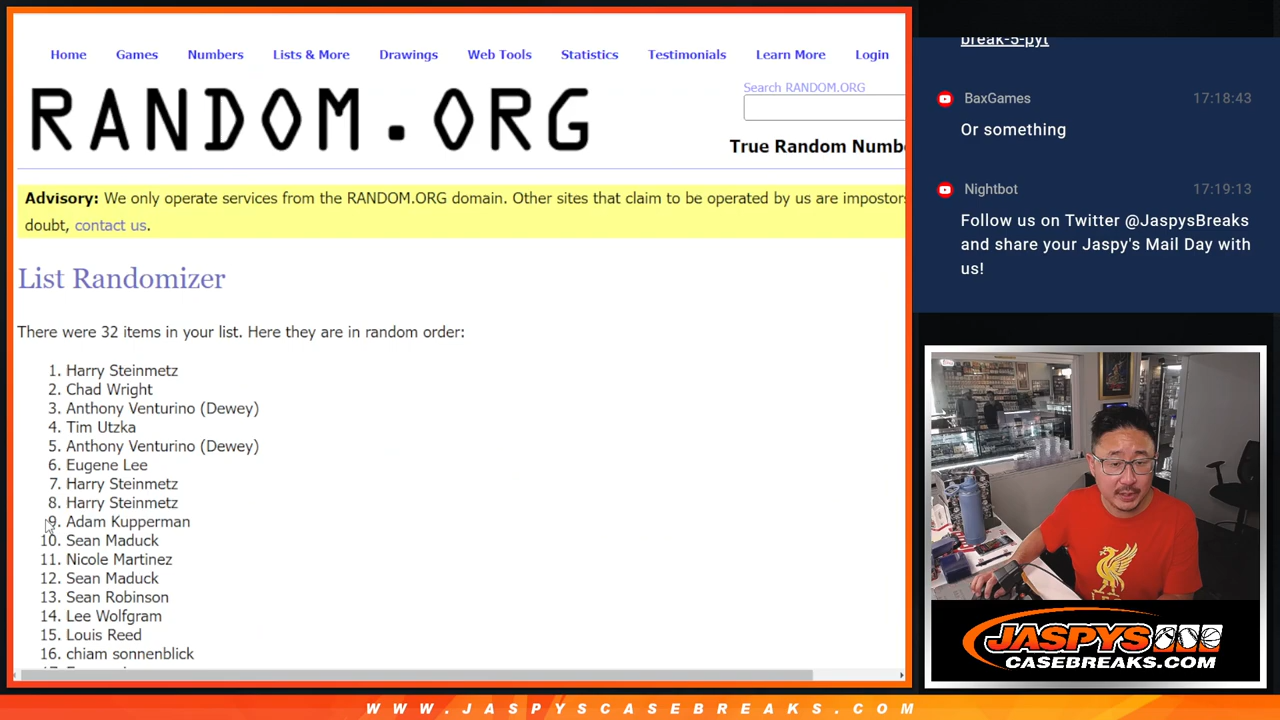 Home Games Numbers Lists & More Drawings Web Tools Statistics Testimonials Learn More Login
RANDOM.ORG
Search RANDOM.ORG
True Random Numb
Advisory: We only operate services from the RANDOM.ORG domain. Other sites that claim to be operated by us are impostors
doubt, contact us.
List Randomizer
There were 32 items in your list. Here they are in random order:
1. Harry Steinmetz
2. Chad Wright
3. Anthony Venturino (Dewey)
4. Tim Utzka
5. Anthony Venturino (Dewey)
6. Eugene Lee
7. Harry Steinmetz
8. Harry Steinmetz
9. Adam Kupperman
10. Sean Maduck
11. Nicole Martinez
12. Sean Maduck
13. Sean Robinson
14. Lee Wolfgram
15. Louis Reed
16. chiam sonnenblick
break-5-pyt
BaxGames 17:18:43
Or something
Nightbot 17:19:13
Follow us on Twitter @JaspysBreaks
and share your Jaspy's Mail Day with
us!
JASPYS
CASEBREAKS.COM
WWW.JASPYSCASEBREAKS.COM